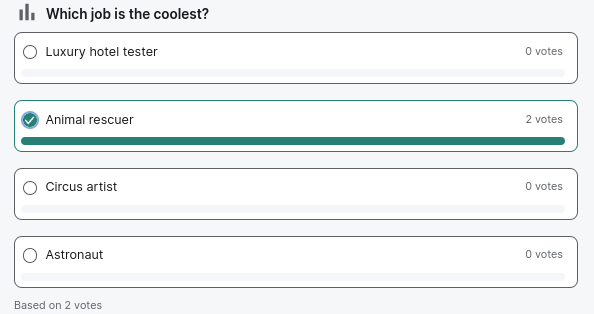 Which job is the coolest?
Luxury hotel tester 0 votes
Animal rescuer 2 votes
Circus artist 0 votes
Astronaut 0 votes
Based on 2 votes